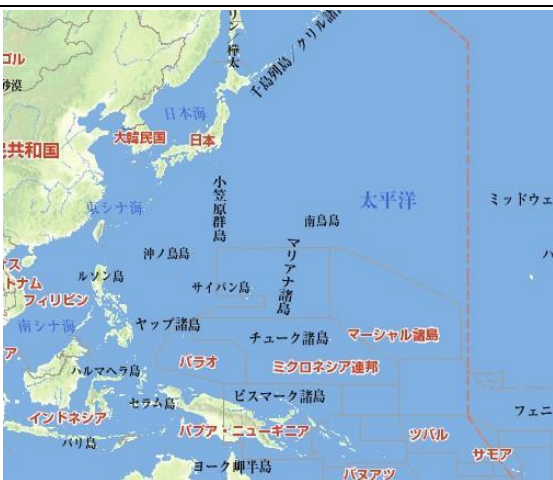 リン
樺太
千島列島/クリル諸
ゴル
砂漠
日本海
大韓民国
日本
共和国
小笠原群島
太平洋
ミッドウェ
東シナ海
南鳥島
マリアナ諸島
沖ノ鳥島
ハ
オス
トナム
ルソン島
サイパン島
フィリピン
南シナ海
ヤップ諸島
チューク諸島
マーシャル諸島
ア
パラオ
ミクロネシア連邦
ハルマヘラ島
セラム島
ビスマーク諸島
フェニ
インドネシア
パプア・ニューギニア
ツバル
バリ島
サモア
ヨーク岬半島
バヌアツ